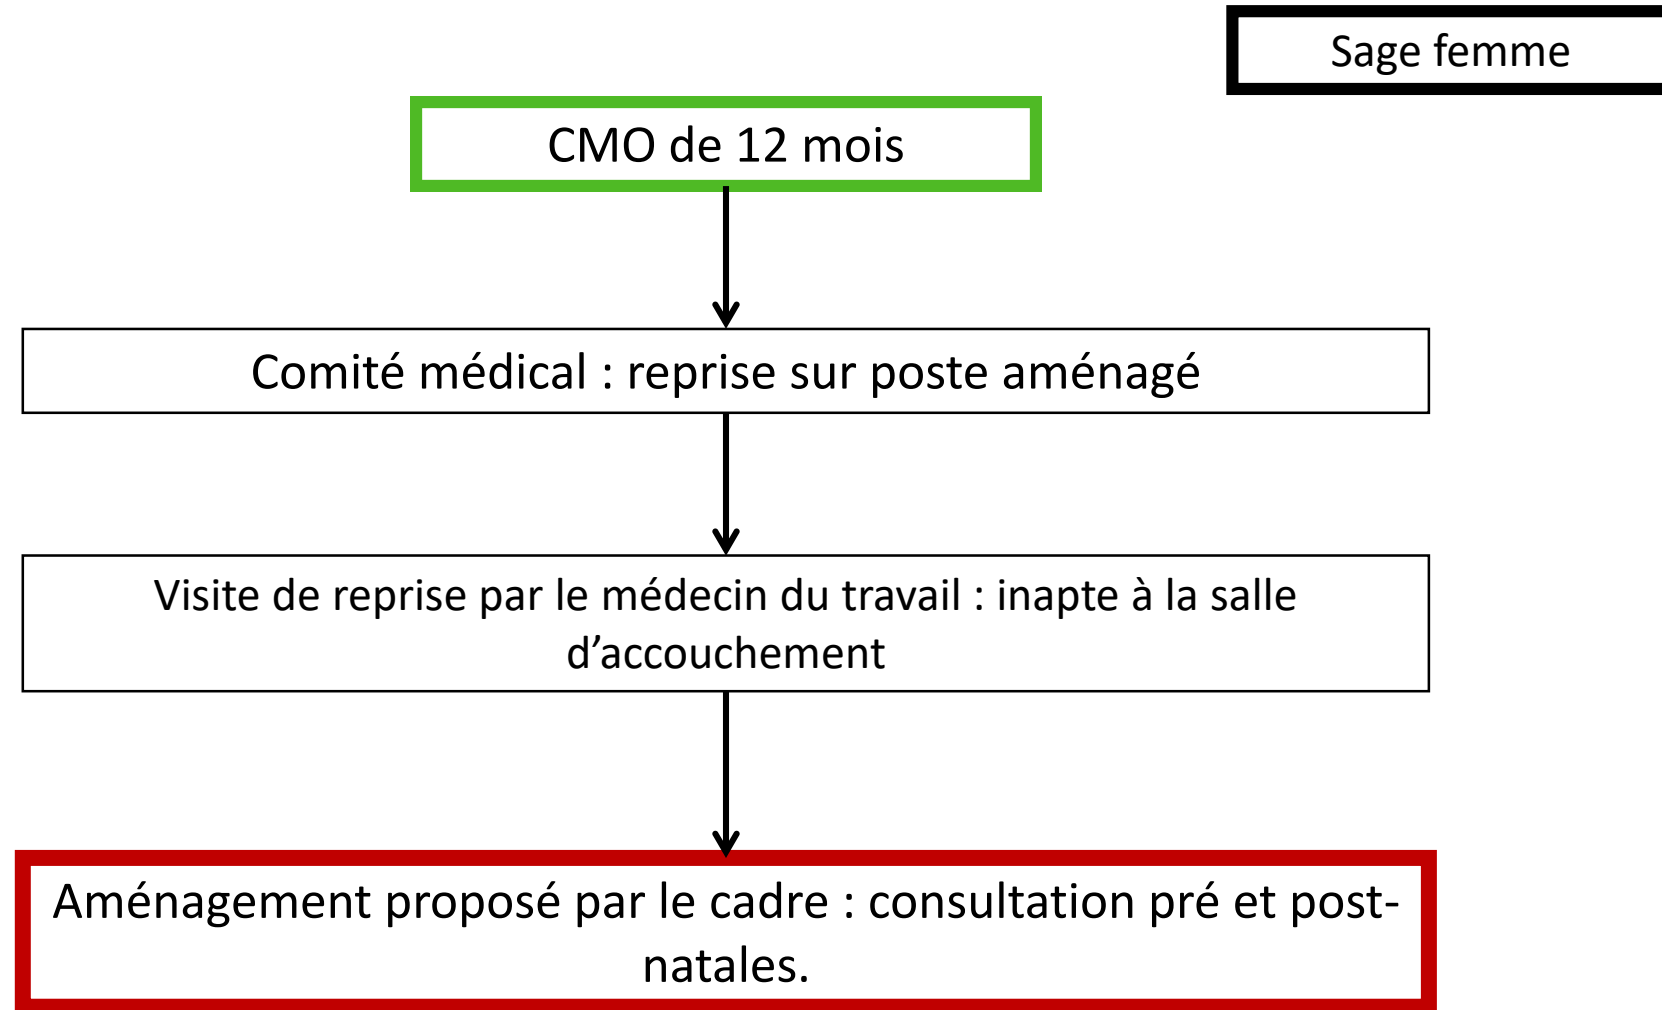 Sage femme
CMO de 12 mois
Comité médical : reprise sur poste aménagé
Visite de reprise par le médecin du travail : inapte à la salle
d’accouchement
Aménagement proposé par le cadre : consultation pré et post-
natales.